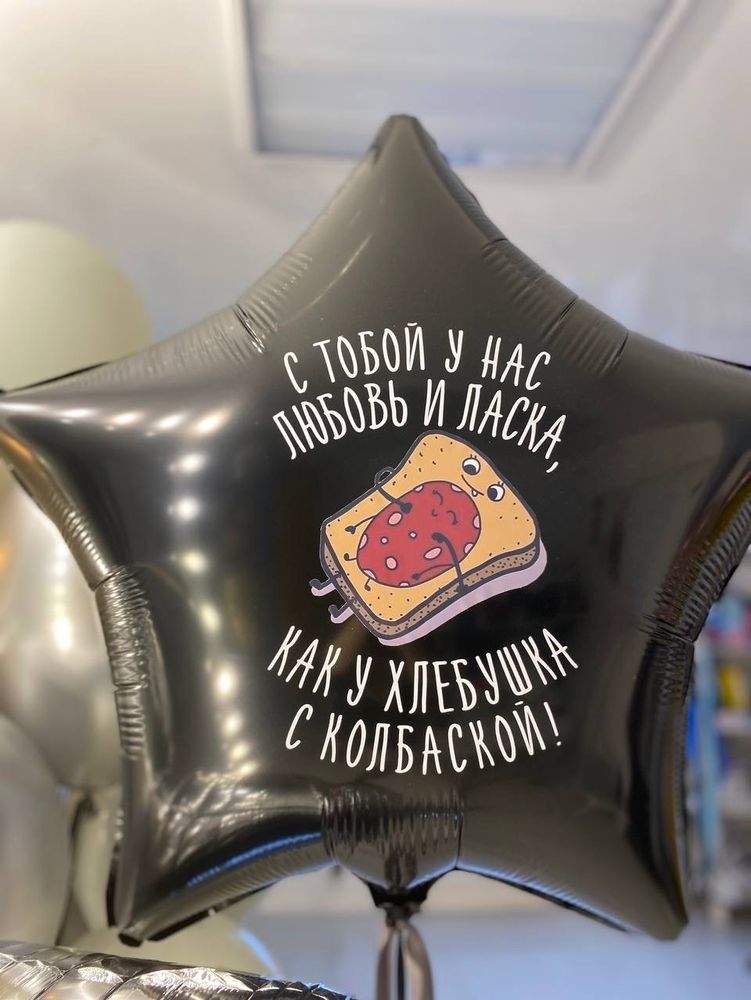 С ТОБОЙ У НАС
ЛЮБОВЬ И ЛАСКА,
КАК У ХЛЕБУШКА
С КОЛБАСКОЙ!